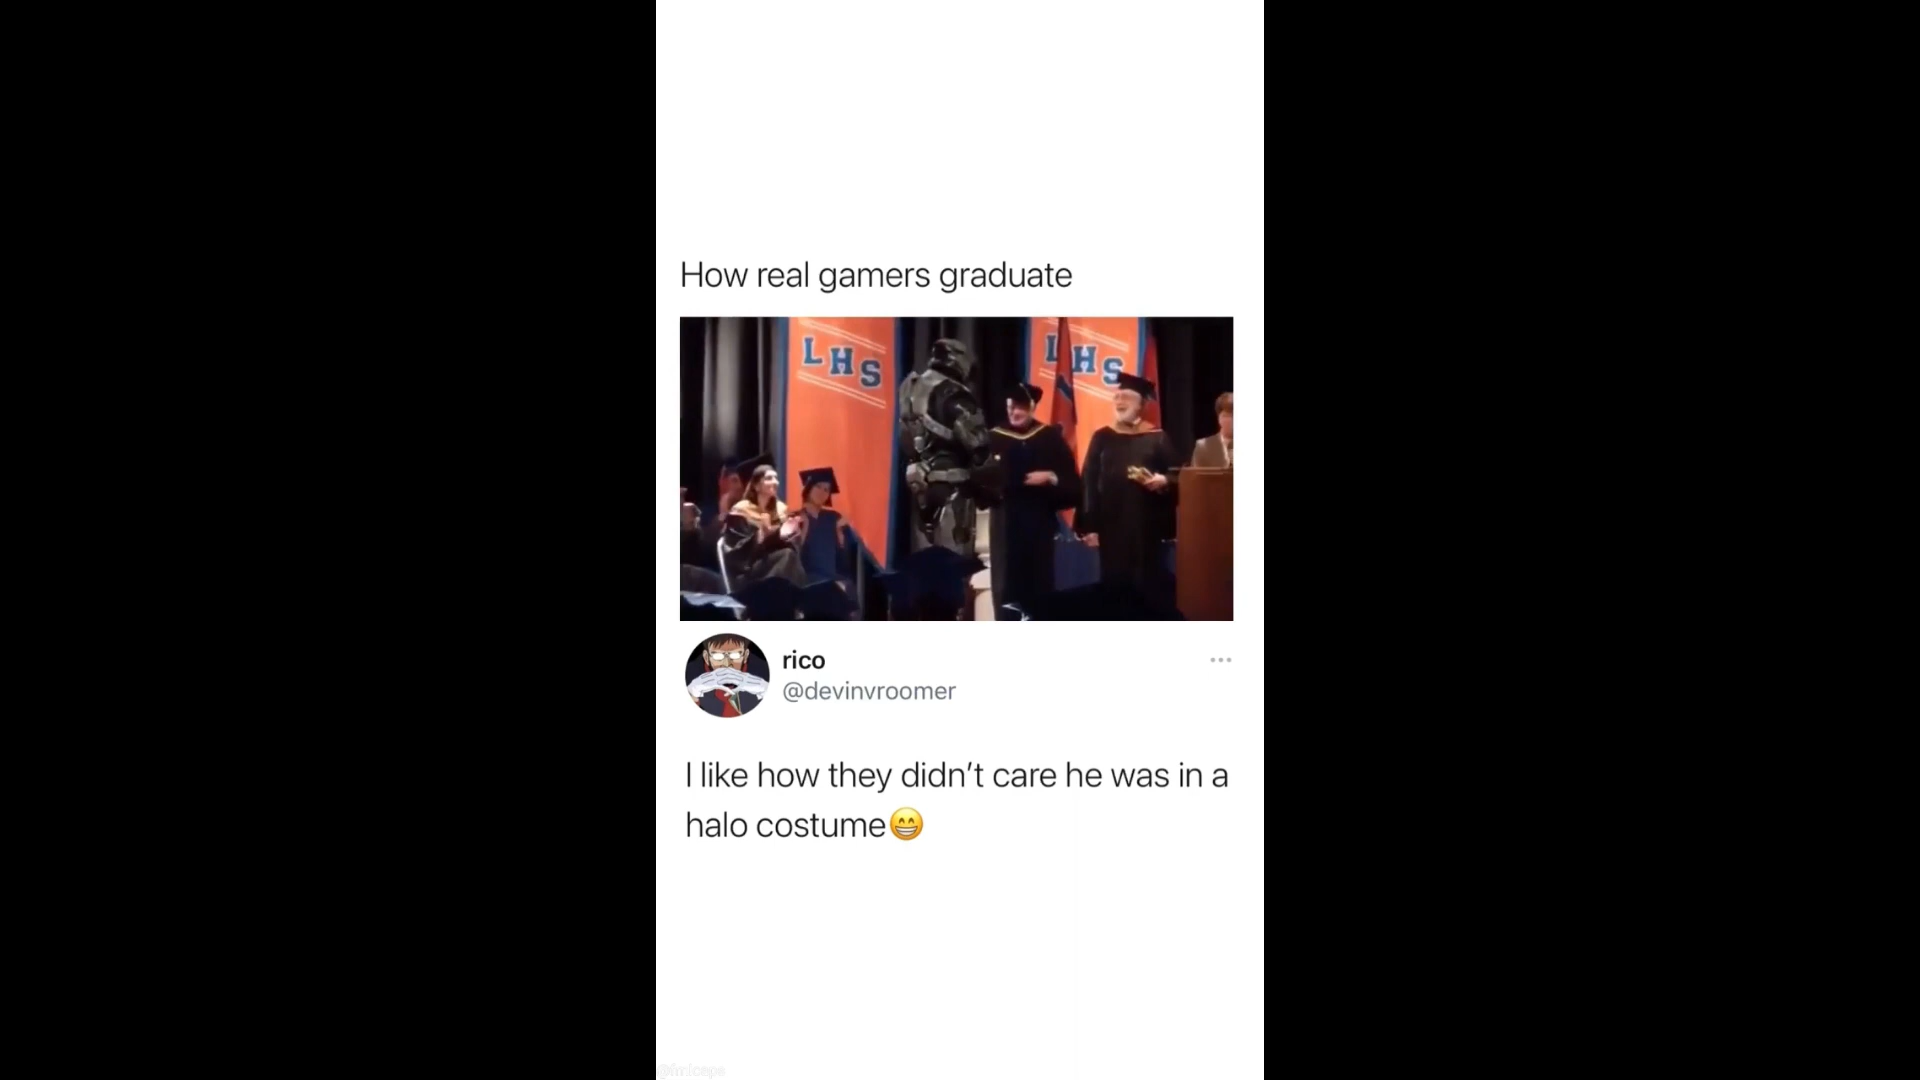 How real gamers graduate
LHS
LHS
rico
@devinvroomer
I like how they didn't care he was in a
halo costume😁